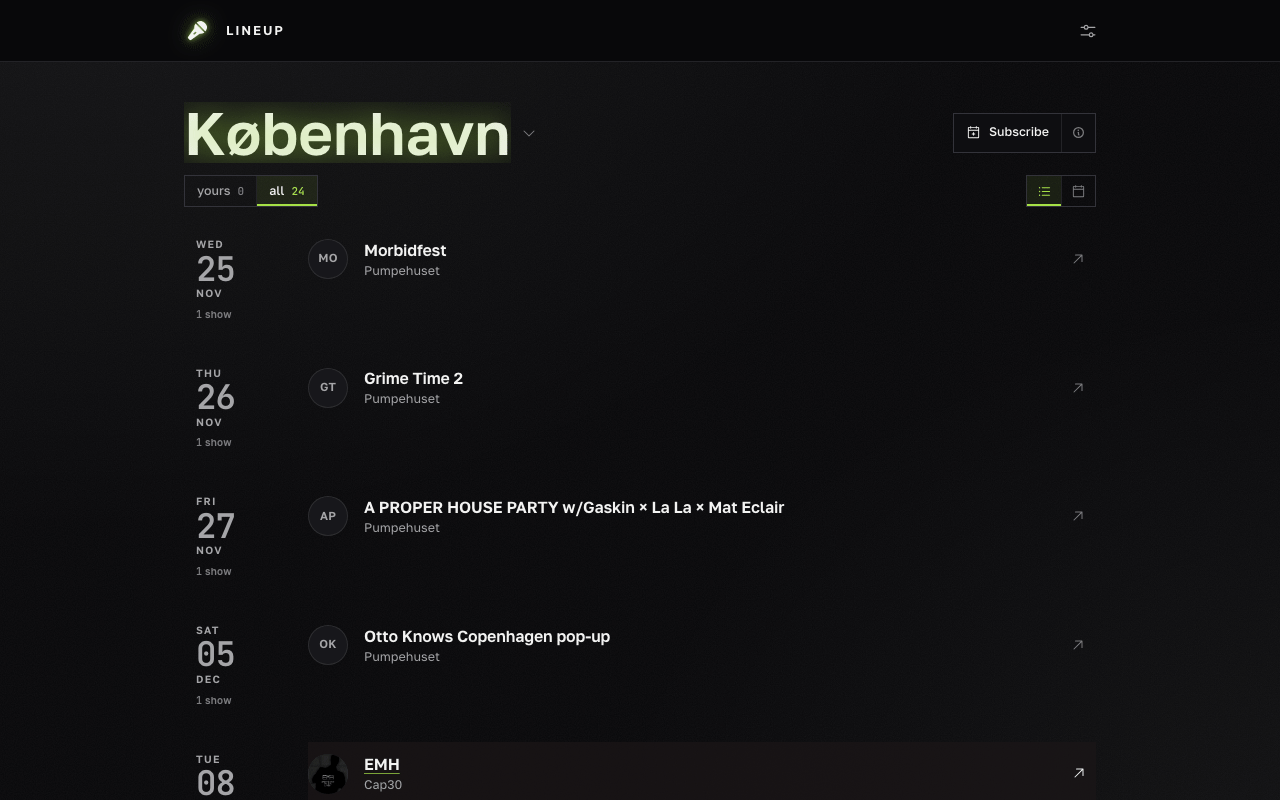 LINEUP
København
Subscribe
yours 0
all 24
WED
25
NOV
1 show
MO
Morbidfest
Pumpehuset
THU
26
NOV
1 show
GT
Grime Time 2
Pumpehuset
FRI
27
NOV
1 show
AP
A PROPER HOUSE PARTY w/Gaskin × La La × Mat Eclair
Pumpehuset
SAT
05
DEC
1 show
OK
Otto Knows Copenhagen pop-up
Pumpehuset
TUE
08
EMH
Cap30